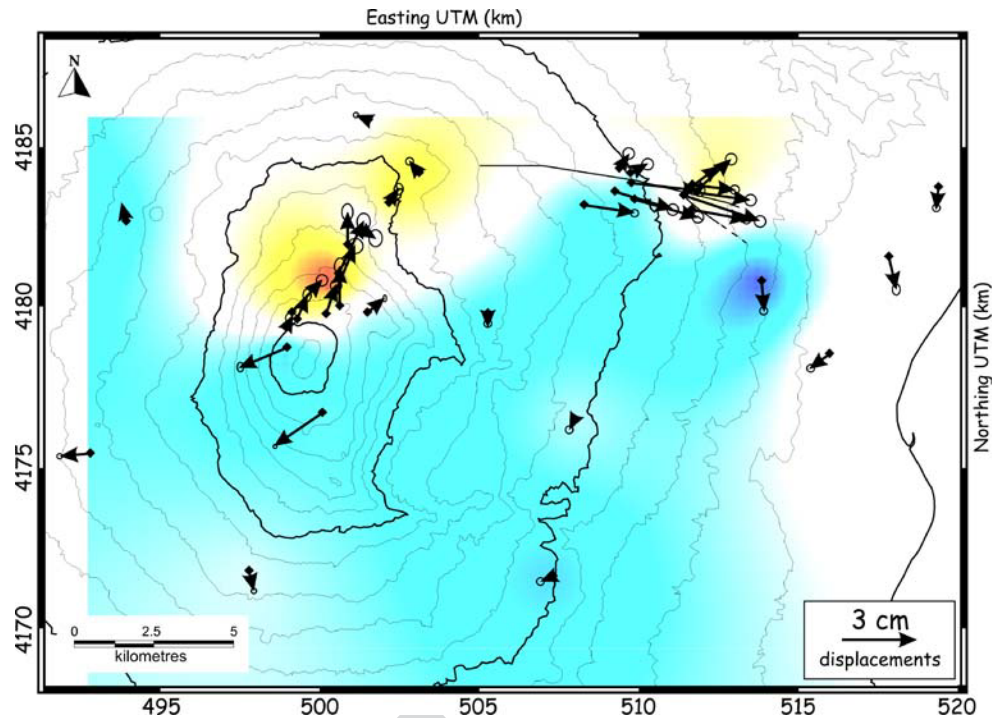 Easting UTM (km)
N
4185
4180
4175
4170
Northing UTM (km)
0 2.5 5
kilometres
3 cm
displacements
495 500 505 510 515 520